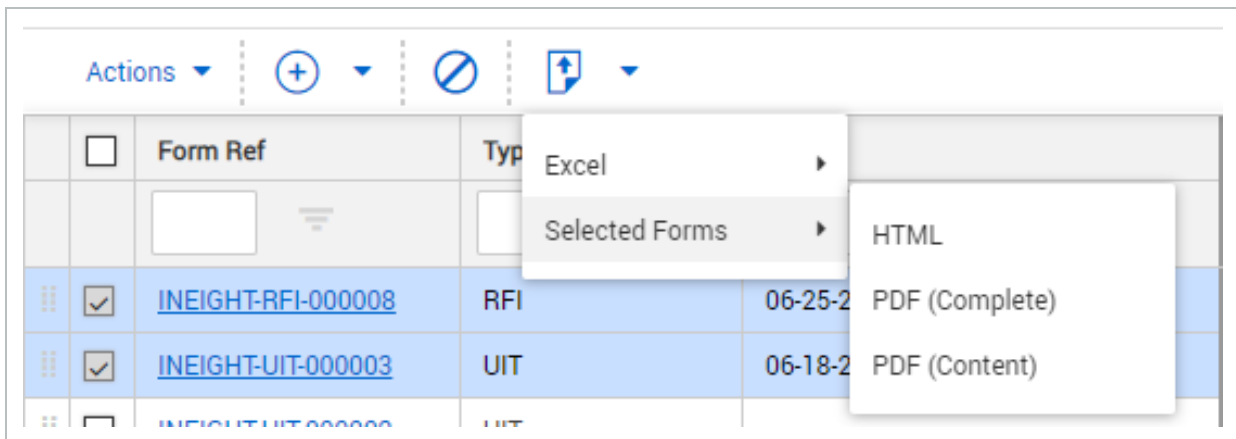 Actions
Form Ref Typ
Excel
Selected Forms
HTML
PDF (Complete)
PDF (Content)
INEIGHT-RFI-000008 RFI 06-25-2
INEIGHT-UIT-000003 UIT 06-18-2